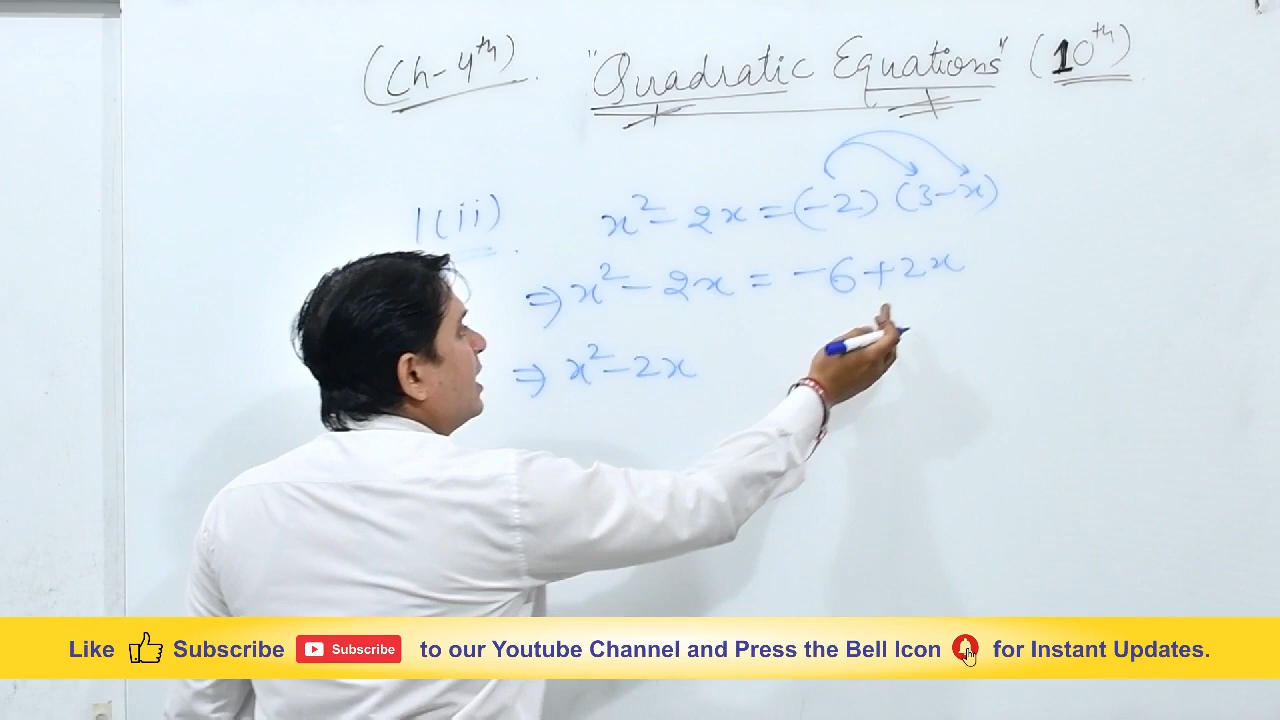 (Ch-4th) "Quadratic Equations" (10th)
1(ii) x² - 2x = (-2) (3-x)
⇒ x² - 2x = -6+2x
⇒ x² - 2x
Like Subscribe Subscribe to our Youtube Channel and Press the Bell Icon for Instant Updates.